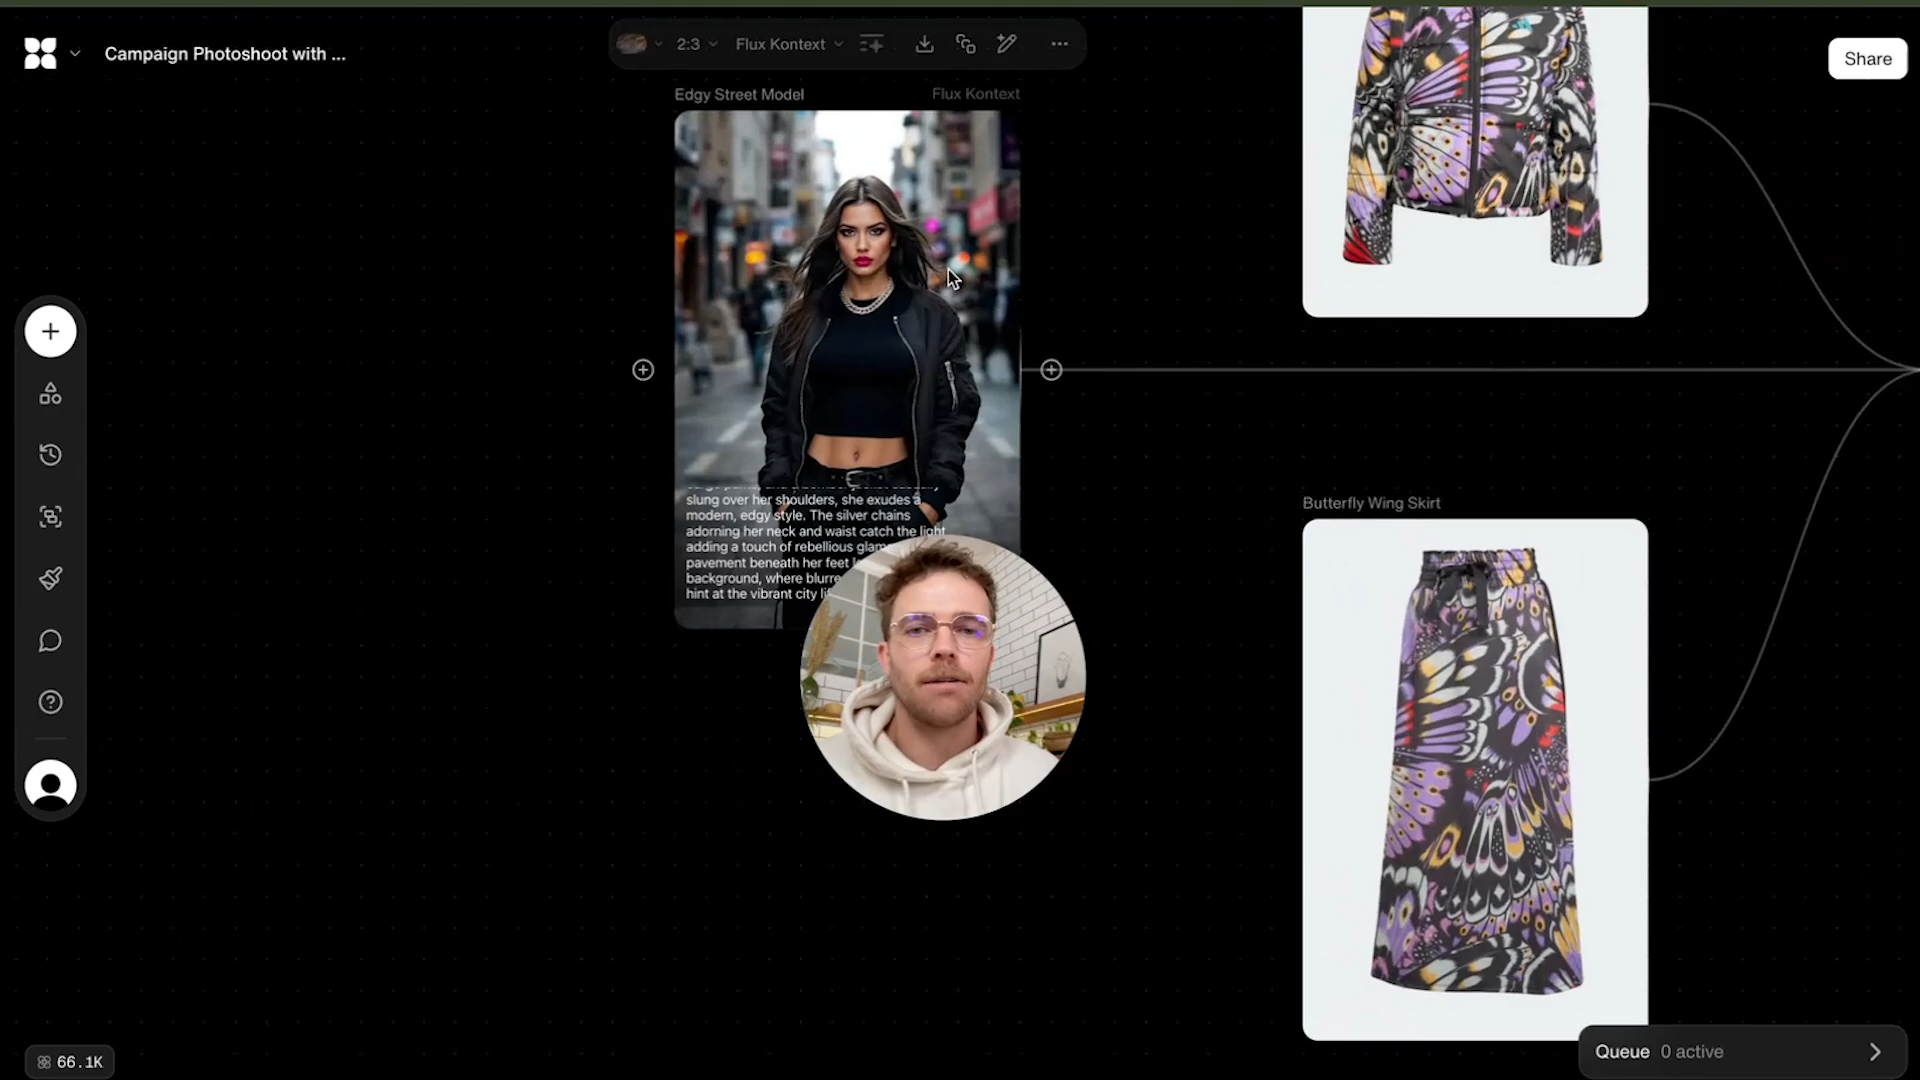 Campaign Photoshoot with ...
2:3
Flux Kontext
Share
Edgy Street Model
Flux Kontext
slung over her shoulders, she exudes a
modern, edgy style. The silver chains
adorning her neck and waist catch the light
adding a touch of rebellious
pavement beneath her feet
background, where
hint at the vibrant city
Butterfly Wing Skirt
66.1K
Queue 0 active